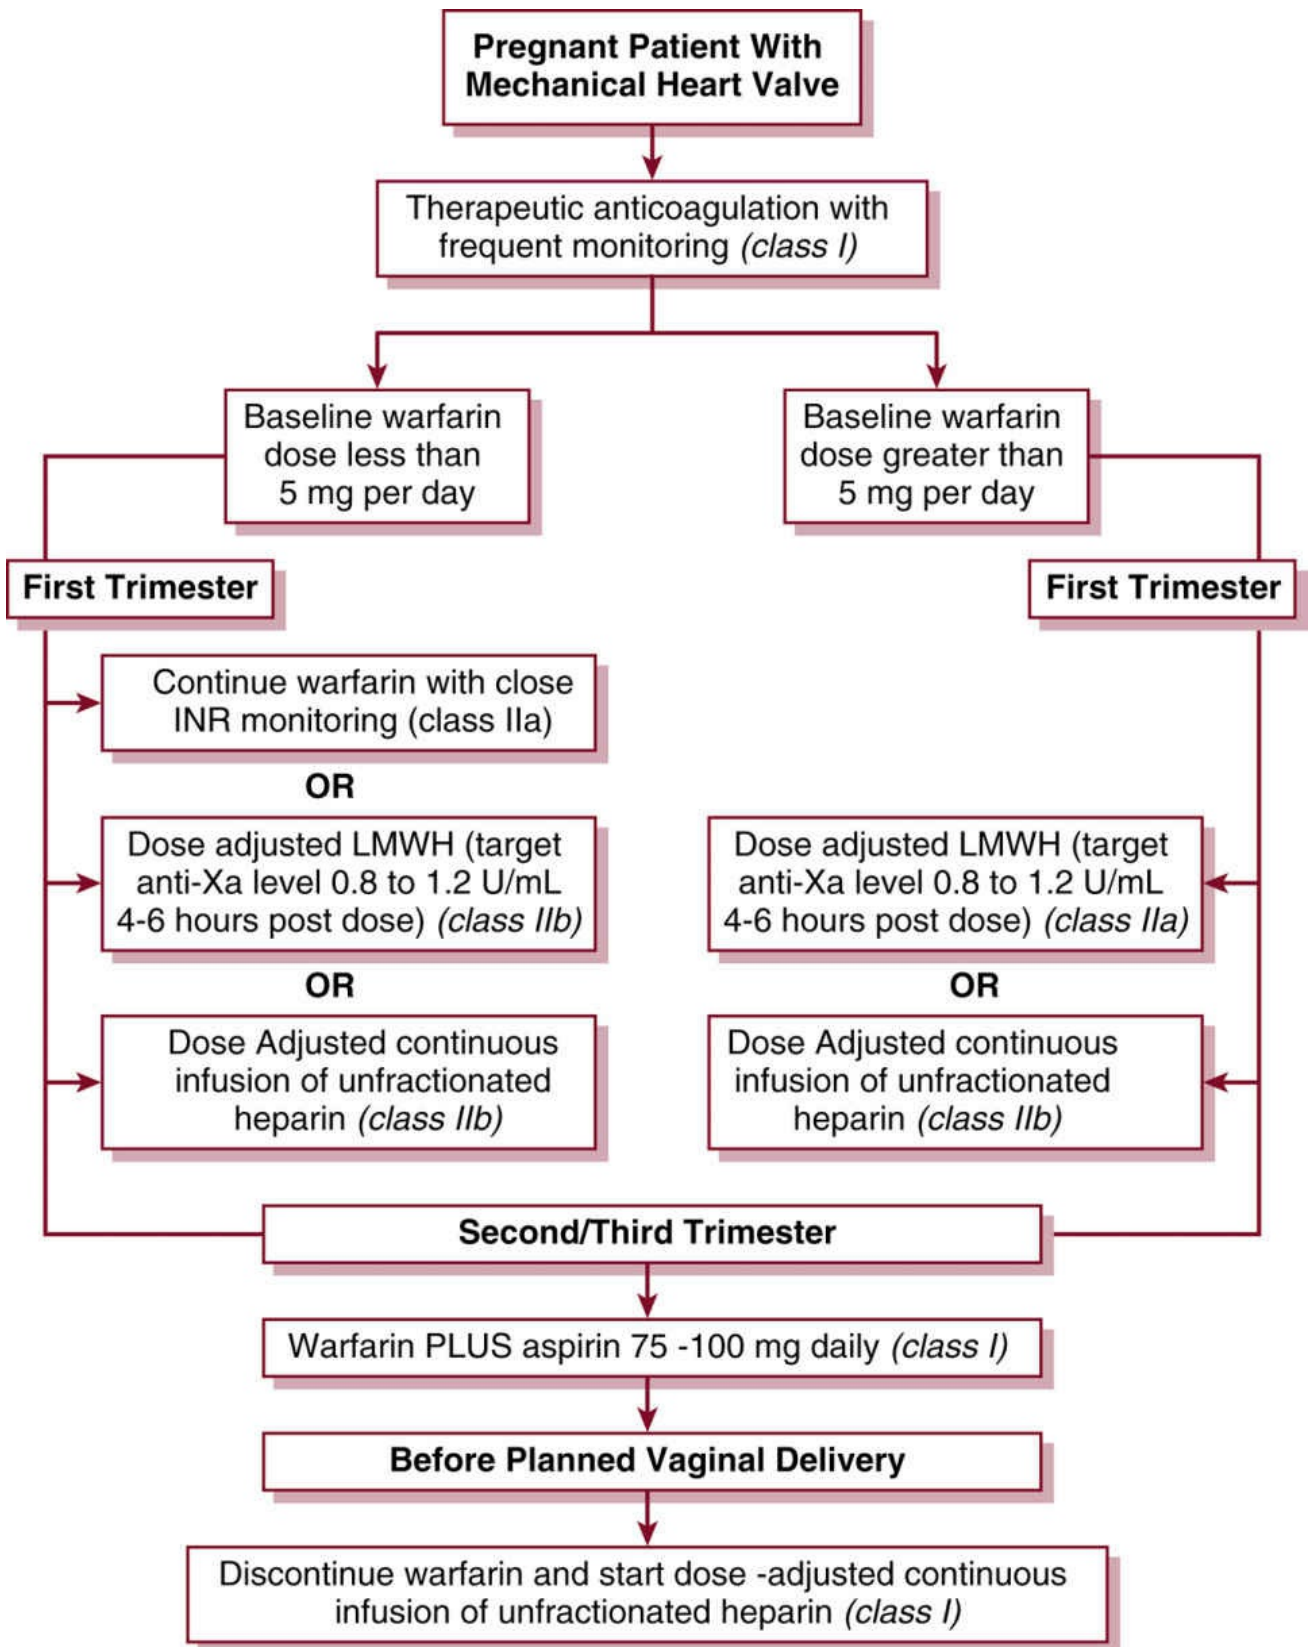 Pregnant Patient With
Mechanical Heart Valve
Therapeutic anticoagulation with
frequent monitoring (class I)
Baseline warfarin
dose less than
5 mg per day
Baseline warfarin
dose greater than
5 mg per day
First Trimester
First Trimester
Continue warfarin with close
INR monitoring (class IIa)
OR
Dose adjusted LMWH (target
anti-Xa level 0.8 to 1.2 U/mL
4-6 hours post dose) (class IIb)
OR
Dose Adjusted continuous
infusion of unfractionated
heparin (class IIb)
Dose adjusted LMWH (target
anti-Xa level 0.8 to 1.2 U/mL
4-6 hours post dose) (class IIa)
OR
Dose Adjusted continuous
infusion of unfractionated
heparin (class IIb)
Second/Third Trimester
Warfarin PLUS aspirin 75 -100 mg daily (class I)
Before Planned Vaginal Delivery
Discontinue warfarin and start dose -adjusted continuous
infusion of unfractionated heparin (class I)